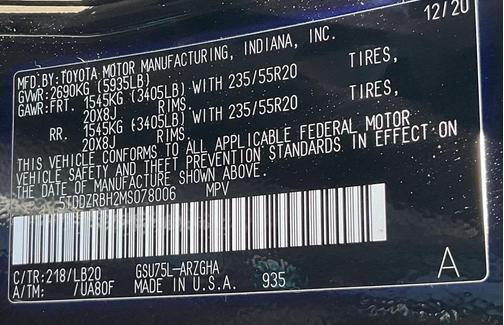 12/20
MFD.BY:TOYOTA MOTOR MANUFACTURING, INDIANA, INC.
GVWR:2690KG (5935LB)
GAWR:FRT. 1545KG (3405LB) WITH 235/55R20 TIRES,
20X8J RIMS,
RR. 1545KG (3405LB) WITH 235/55R20 TIRES,
20X8J RIMS
THIS VEHICLE CONFORMS TO ALL APPLICABLE FEDERAL MOTOR
VEHICLE SAFETY AND THEFT PREVENTION STANDARDS IN EFFECT ON
THE DATE OF MANUFACTURE SHOWN ABOVE.
5TDDZRBH2MS078006 MPV
C/TR:218/LB20 GSU75L-ARZGHA
A/TM: /UA80F MADE IN U.S.A. 935 A